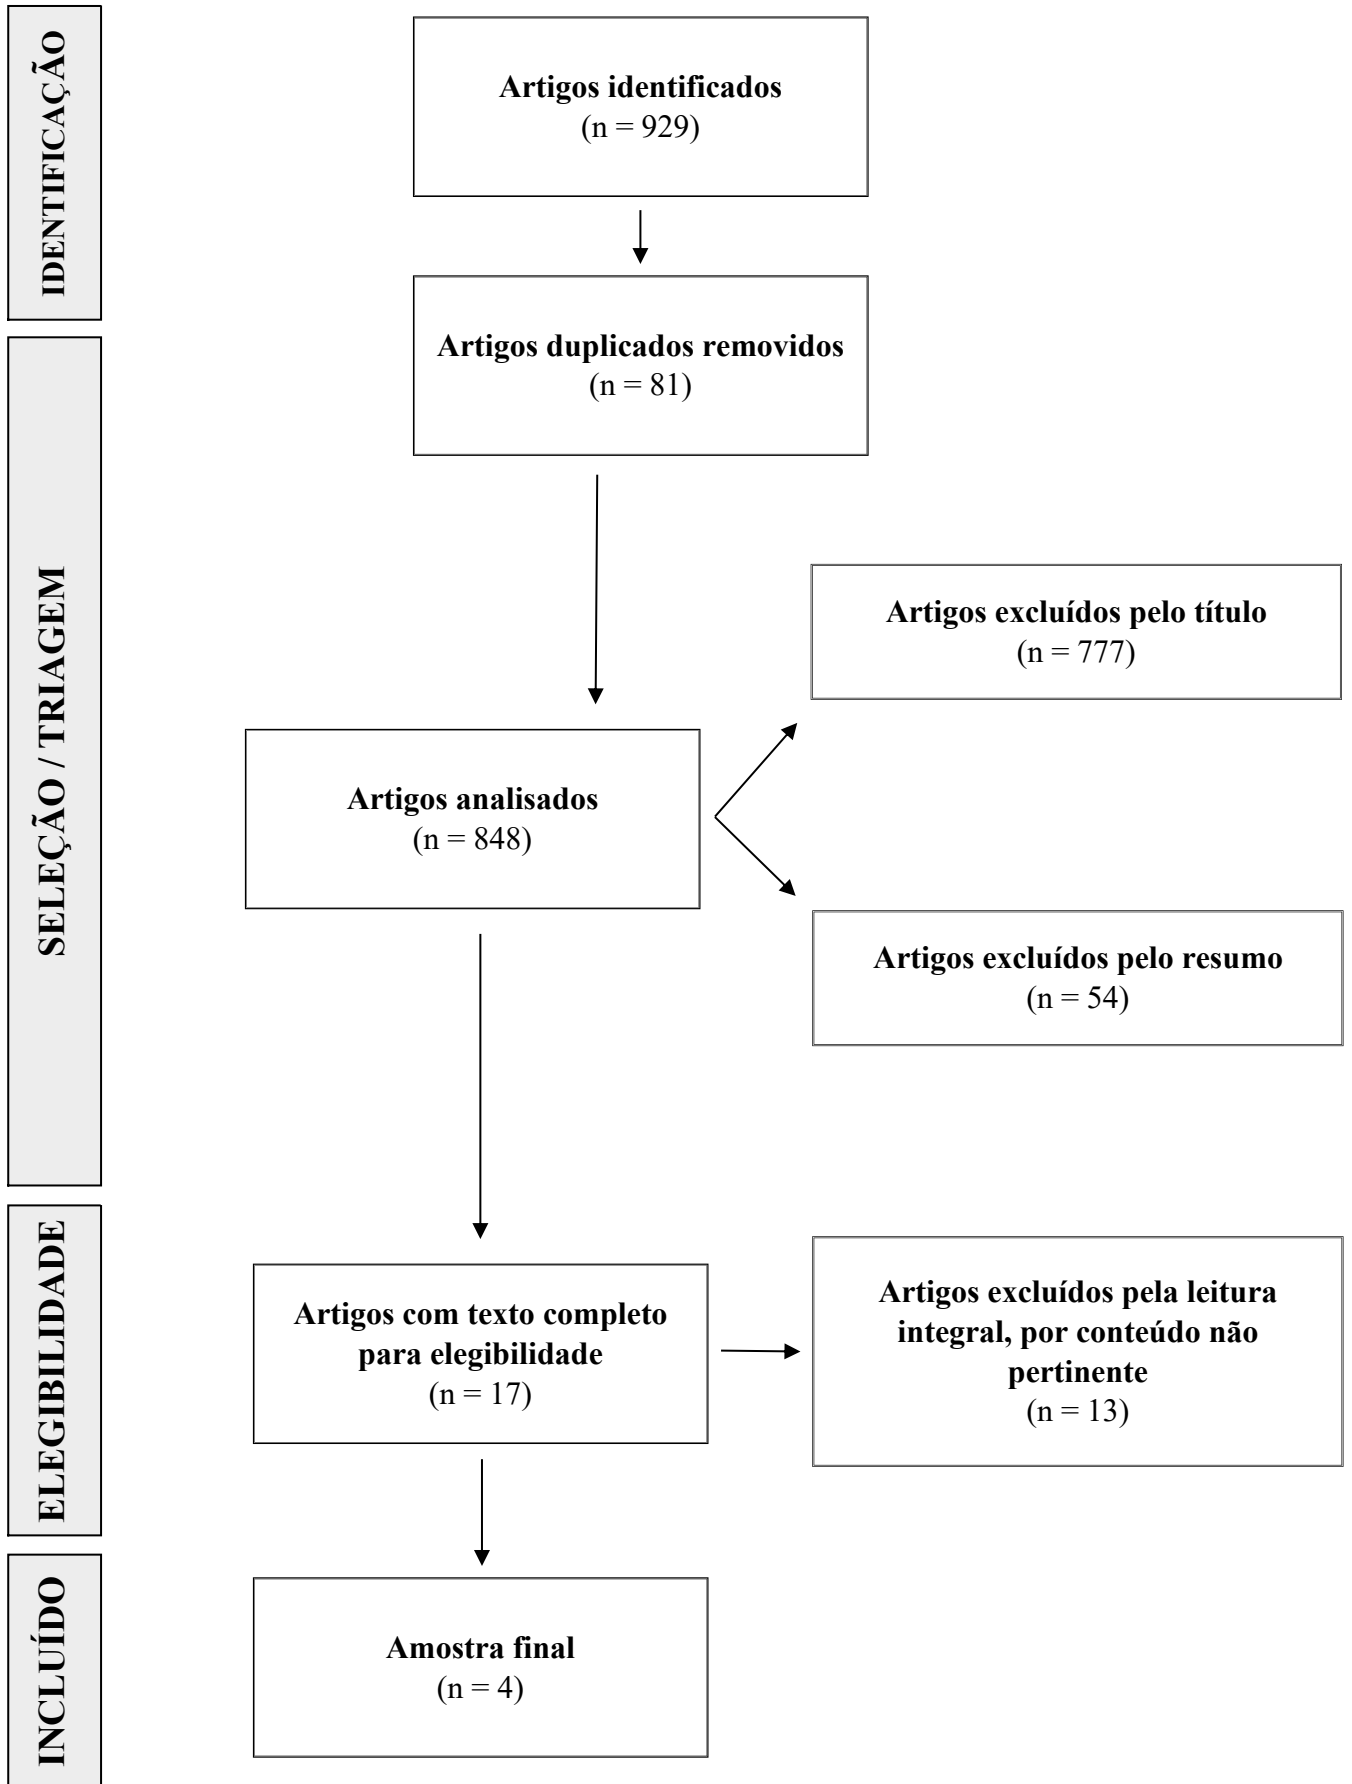 IDENTIFICAÇÃO
Artigos identificados
(n = 929)
Artigos duplicados removidos
(n = 81)
SELEÇÃO / TRIAGEM
Artigos excluídos pelo título
(n = 777)
Artigos analisados
(n = 848)
Artigos excluídos pelo resumo
(n = 54)
ELEGIBILIDADE
Artigos com texto completo
para elegibilidade
(n = 17)
Artigos excluídos pela leitura
integral, por conteúdo não
pertinente
(n = 13)
INCLUÍDO
Amostra final
(n = 4)